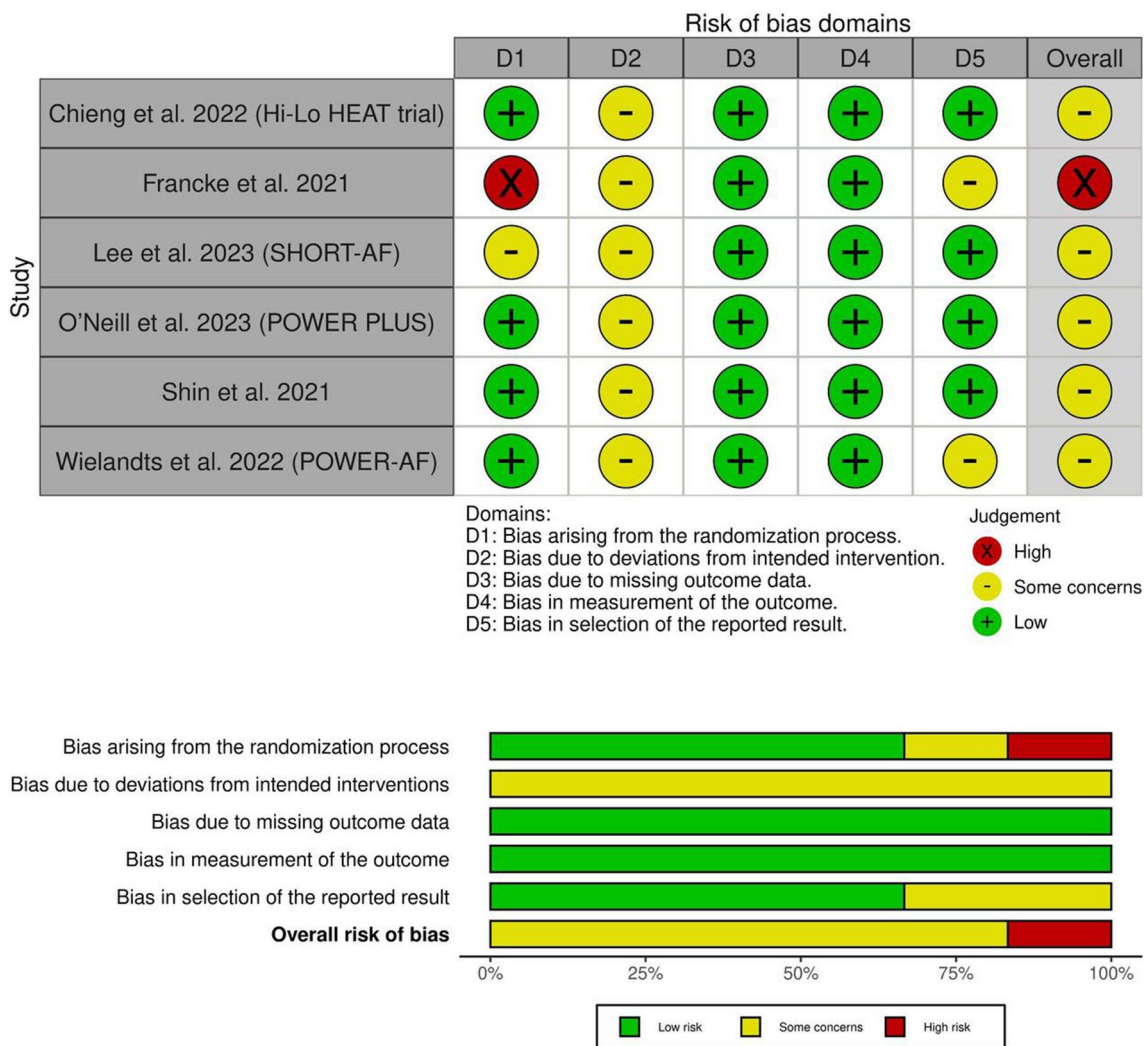 Risk of bias domains
D1 D2 D3 D4 D5 Overall
Study
Chieng et al. 2022 (Hi-Lo HEAT trial) + - + + + -
Francke et al. 2021 X - + + - X
Lee et al. 2023 (SHORT-AF) - - + + + -
O'Neill et al. 2023 (POWER PLUS) + - + + + -
Shin et al. 2021 + - + + + -
Wielandts et al. 2022 (POWER-AF) + - + + - -
Domains:
D1: Bias arising from the randomization process.
D2: Bias due to deviations from intended intervention.
D3: Bias due to missing outcome data.
D4: Bias in measurement of the outcome.
D5: Bias in selection of the reported result.
Judgement
X High
- Some concerns
+ Low
Bias arising from the randomization process
Bias due to deviations from intended interventions
Bias due to missing outcome data
Bias in measurement of the outcome
Bias in selection of the reported result
Overall risk of bias
0% 25% 50% 75% 100%
Low risk Some concerns High risk